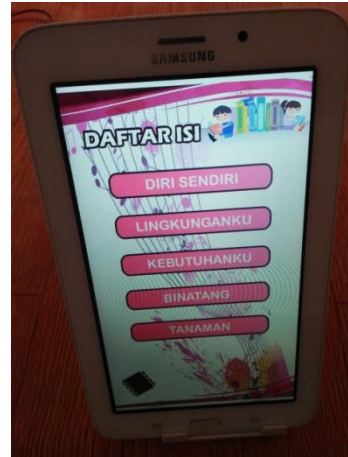 SAMSUNG
DAFTAR ISI
DIRI SENDIRI
LINGKUNGANKU
KEBUTUHANKU
BINATANG
TANAMAN